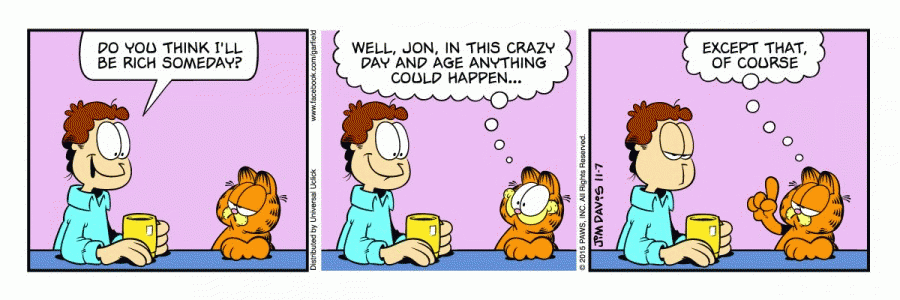 DO YOU THINK I'LL
BE RICH SOMEDAY?
www.facebook.com/garfield
Distributed by Universal Uclick
WELL, JON, IN THIS CRAZY
DAY AND AGE ANYTHING
COULD HAPPEN...
© 2015 PAWS, INC. All Rights Reserved.
EXCEPT THAT,
OF COURSE
JIM DAVIS 11-7